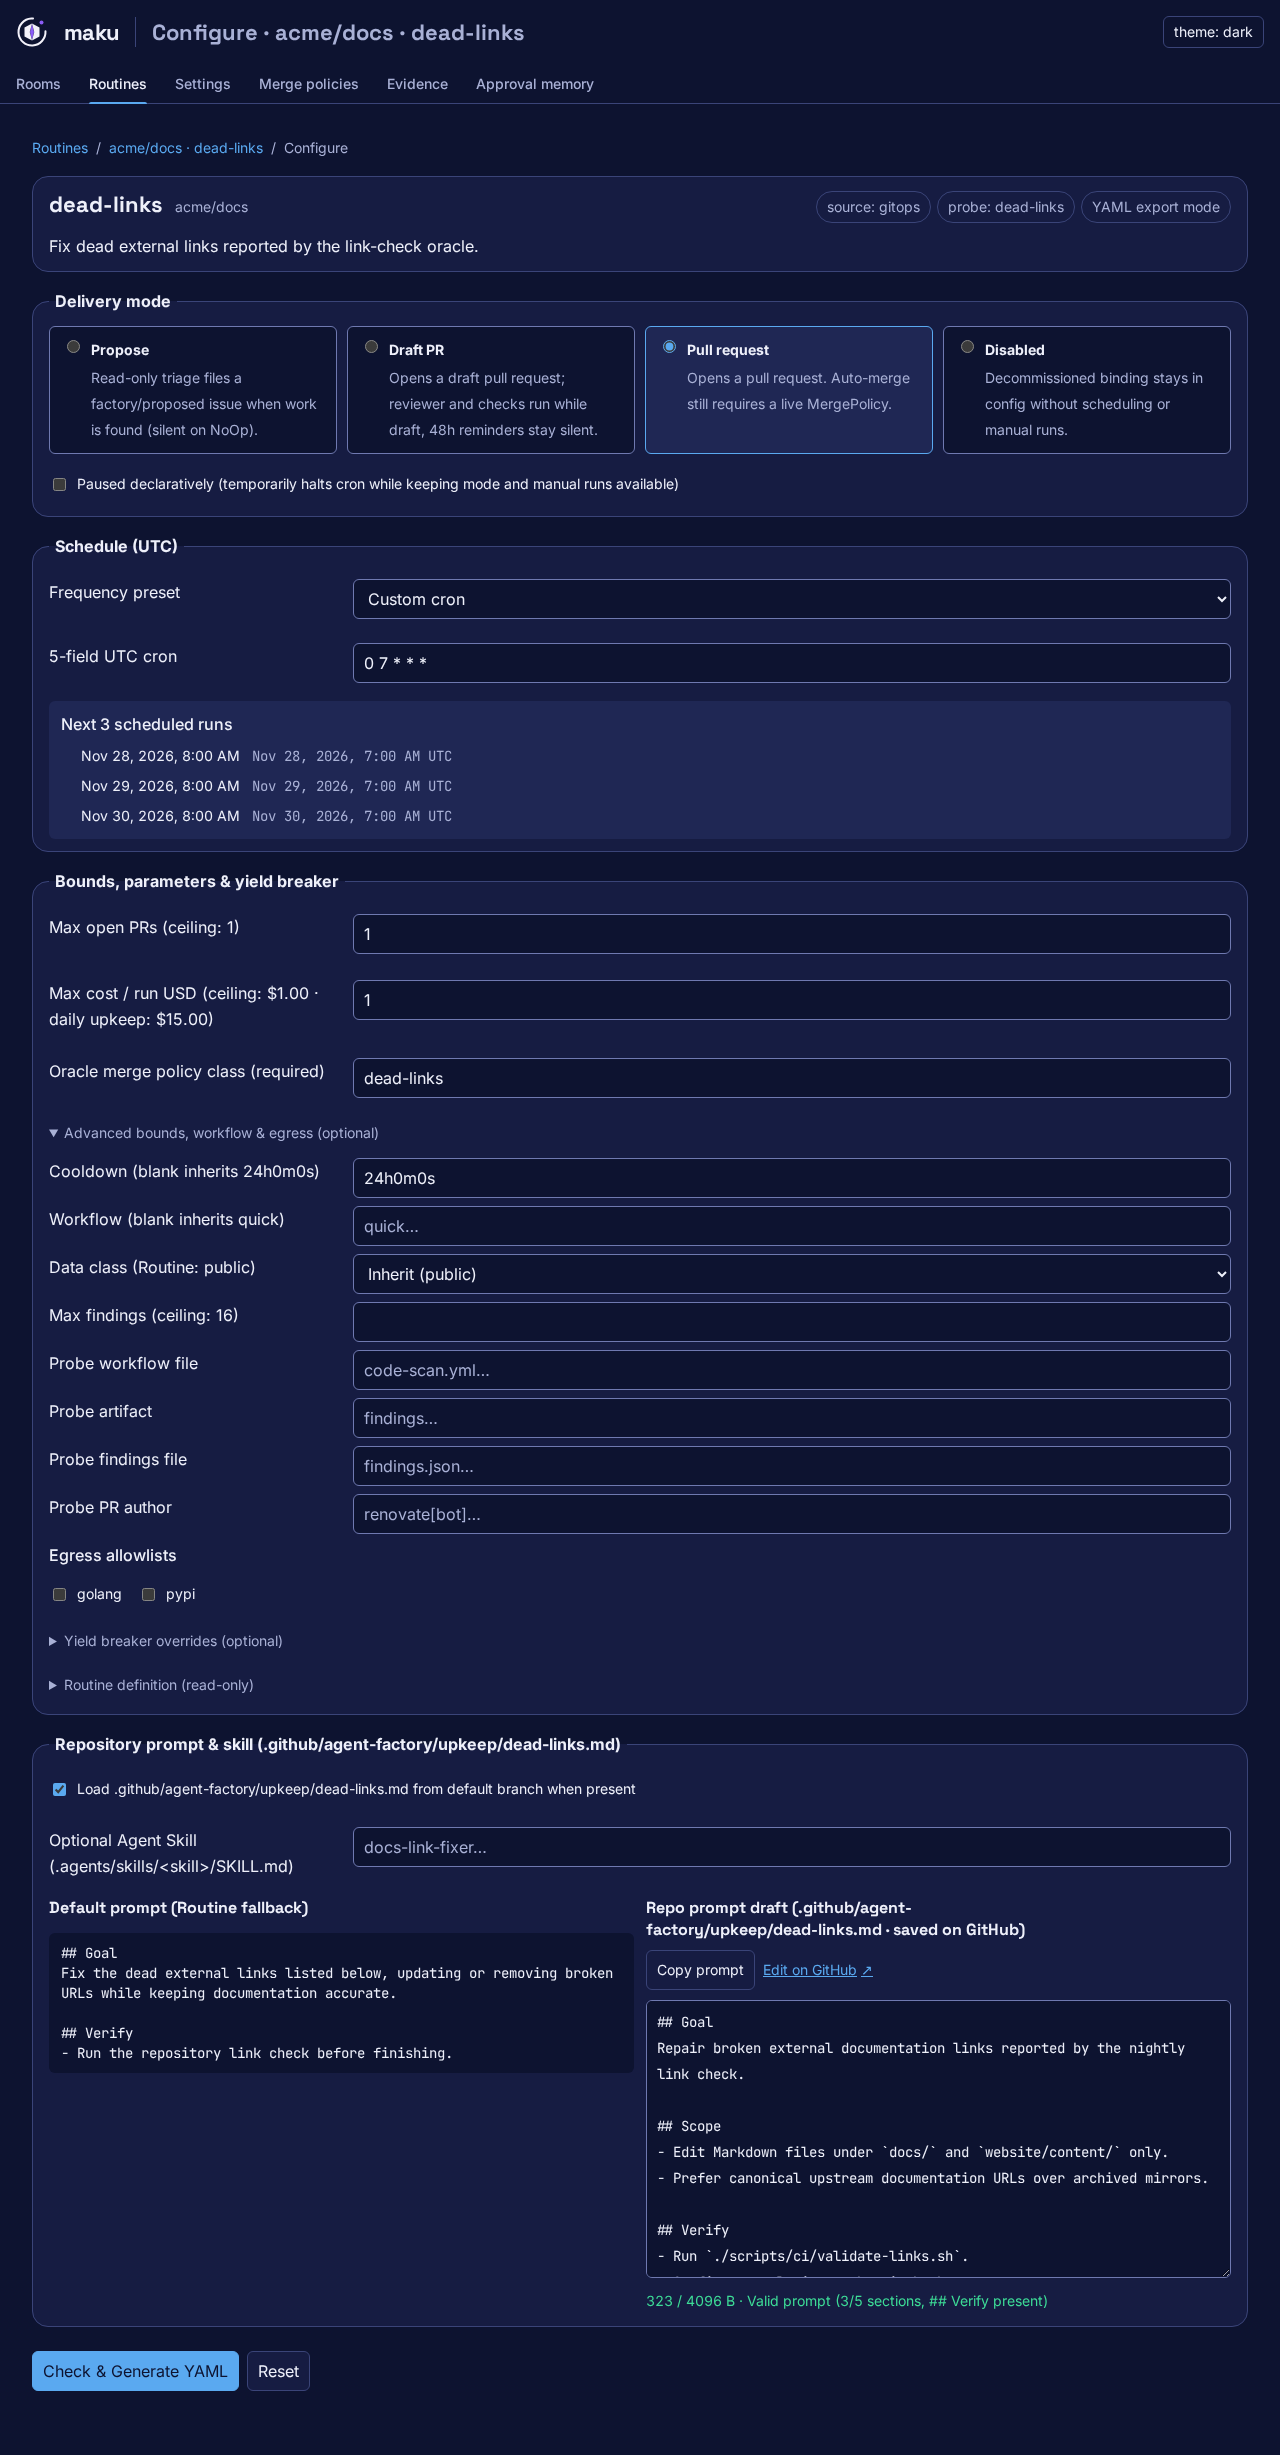 maku
Configure · acme/docs · dead-links
theme: dark
Rooms
Routines
Settings
Merge policies
Evidence
Approval memory
Routines / acme/docs · dead-links / Configure
dead-links acme/docs
source: gitops
probe: dead-links
YAML export mode
Fix dead external links reported by the link-check oracle.
Delivery mode
Propose
Read-only triage files a
factory/proposed issue when work
is found (silent on NoOp).
Draft PR
Opens a draft pull request;
reviewer and checks run while
draft, 48h reminders stay silent.
Pull request
Opens a pull request. Auto-merge
still requires a live MergePolicy.
Disabled
Decommissioned binding stays in
config without scheduling or
manual runs.
Paused declaratively (temporarily halts cron while keeping mode and manual runs available)
Schedule (UTC)
Frequency preset
Custom cron
5-field UTC cron
0 7 * * *
Next 3 scheduled runs
Nov 28, 2026, 8:00 AM Nov 28, 2026, 7:00 AM UTC
Nov 29, 2026, 8:00 AM Nov 29, 2026, 7:00 AM UTC
Nov 30, 2026, 8:00 AM Nov 30, 2026, 7:00 AM UTC
Bounds, parameters & yield breaker
Max open PRs (ceiling: 1)
1
Max cost / run USD (ceiling: $1.00 ·
daily upkeep: $15.00)
1
Oracle merge policy class (required)
dead-links
▼ Advanced bounds, workflow & egress (optional)
Cooldown (blank inherits 24h0m0s)
24h0m0s
Workflow (blank inherits quick)
quick...
Data class (Routine: public)
Inherit (public)
Max findings (ceiling: 16)
Probe workflow file
code-scan.yml...
Probe artifact
findings...
Probe findings file
findings.json...
Probe PR author
renovate[bot]...
Egress allowlists
golang
pypi
▶ Yield breaker overrides (optional)
▶ Routine definition (read-only)
Repository prompt & skill (.github/agent-factory/upkeep/dead-links.md)
Load .github/agent-factory/upkeep/dead-links.md from default branch when present
Optional Agent Skill
(.agents/skills/<skill>/SKILL.md)
docs-link-fixer...
Default prompt (Routine fallback)
## Goal
Fix the dead external links listed below, updating or removing broken
URLs while keeping documentation accurate.
## Verify
- Run the repository link check before finishing.
Repo prompt draft (.github/agent-
factory/upkeep/dead-links.md · saved on GitHub)
Copy prompt
Edit on GitHub ↗
## Goal
Repair broken external documentation links reported by the nightly
link check.
## Scope
- Edit Markdown files under `docs/` and `website/content/` only.
- Prefer canonical upstream documentation URLs over archived mirrors.
## Verify
- Run `./scripts/ci/validate-links.sh`.
323 / 4096 B · Valid prompt (3/5 sections, ## Verify present)
Check & Generate YAML
Reset